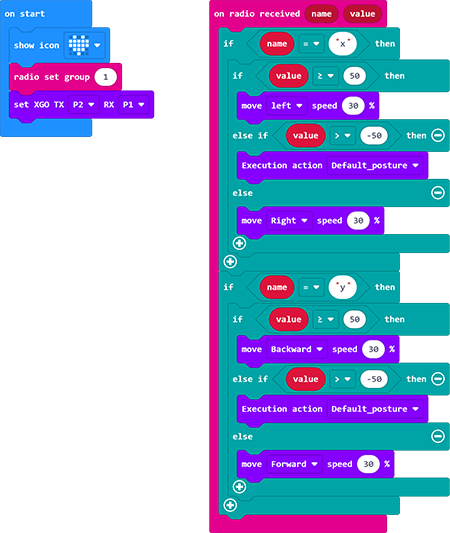 on start
show icon
radio set group 1
set XGO TX P2 RX P1
on radio received name value
if name = "x" then
if value ≥ 50 then
move left speed 30 %
else if value > -50 then
Execution action Default_posture
else
move Right speed 30 %
if name = "y" then
if value ≥ 50 then
move Backward speed 30 %
else if value > -50 then
Execution action Default_posture
else
move Forward speed 30 %